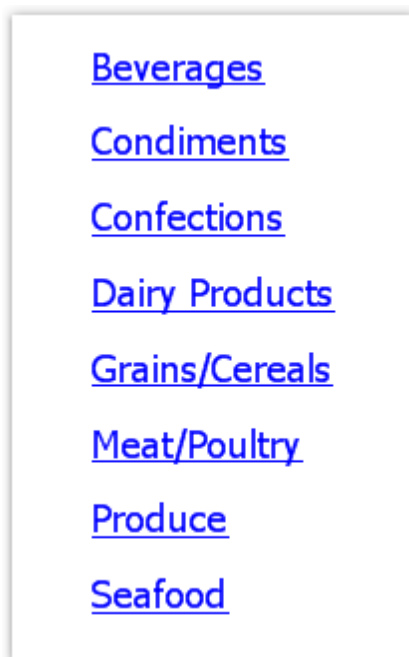 Beverages
Condiments
Confections
Dairy Products
Grains/Cereals
Meat/Poultry
Produce
Seafood